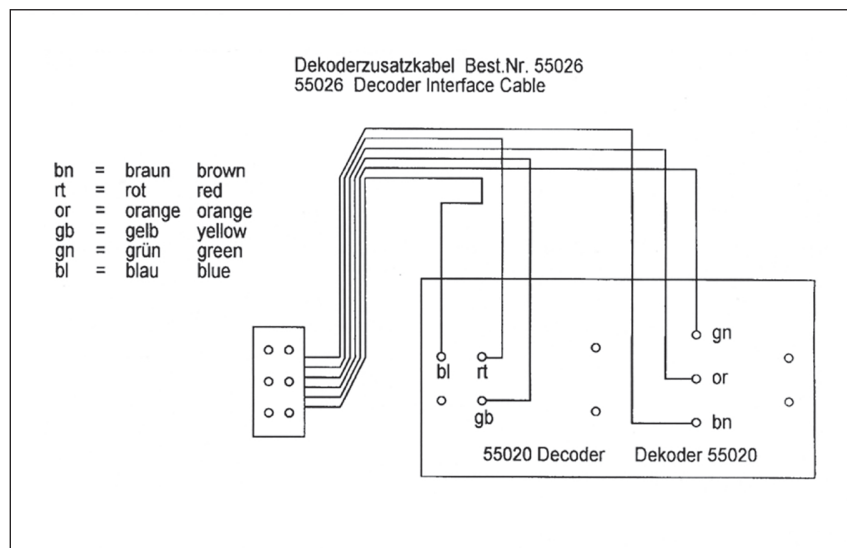 Dekoderzusatzkabel Best.Nr. 55026
55026 Decoder Interface Cable
bn = braun brown
rt = rot red
or = orange orange
gb = gelb yellow
gn = grün green
bl = blau blue
gn
bl rt
or
gb
bn
55020 Decoder Dekoder 55020